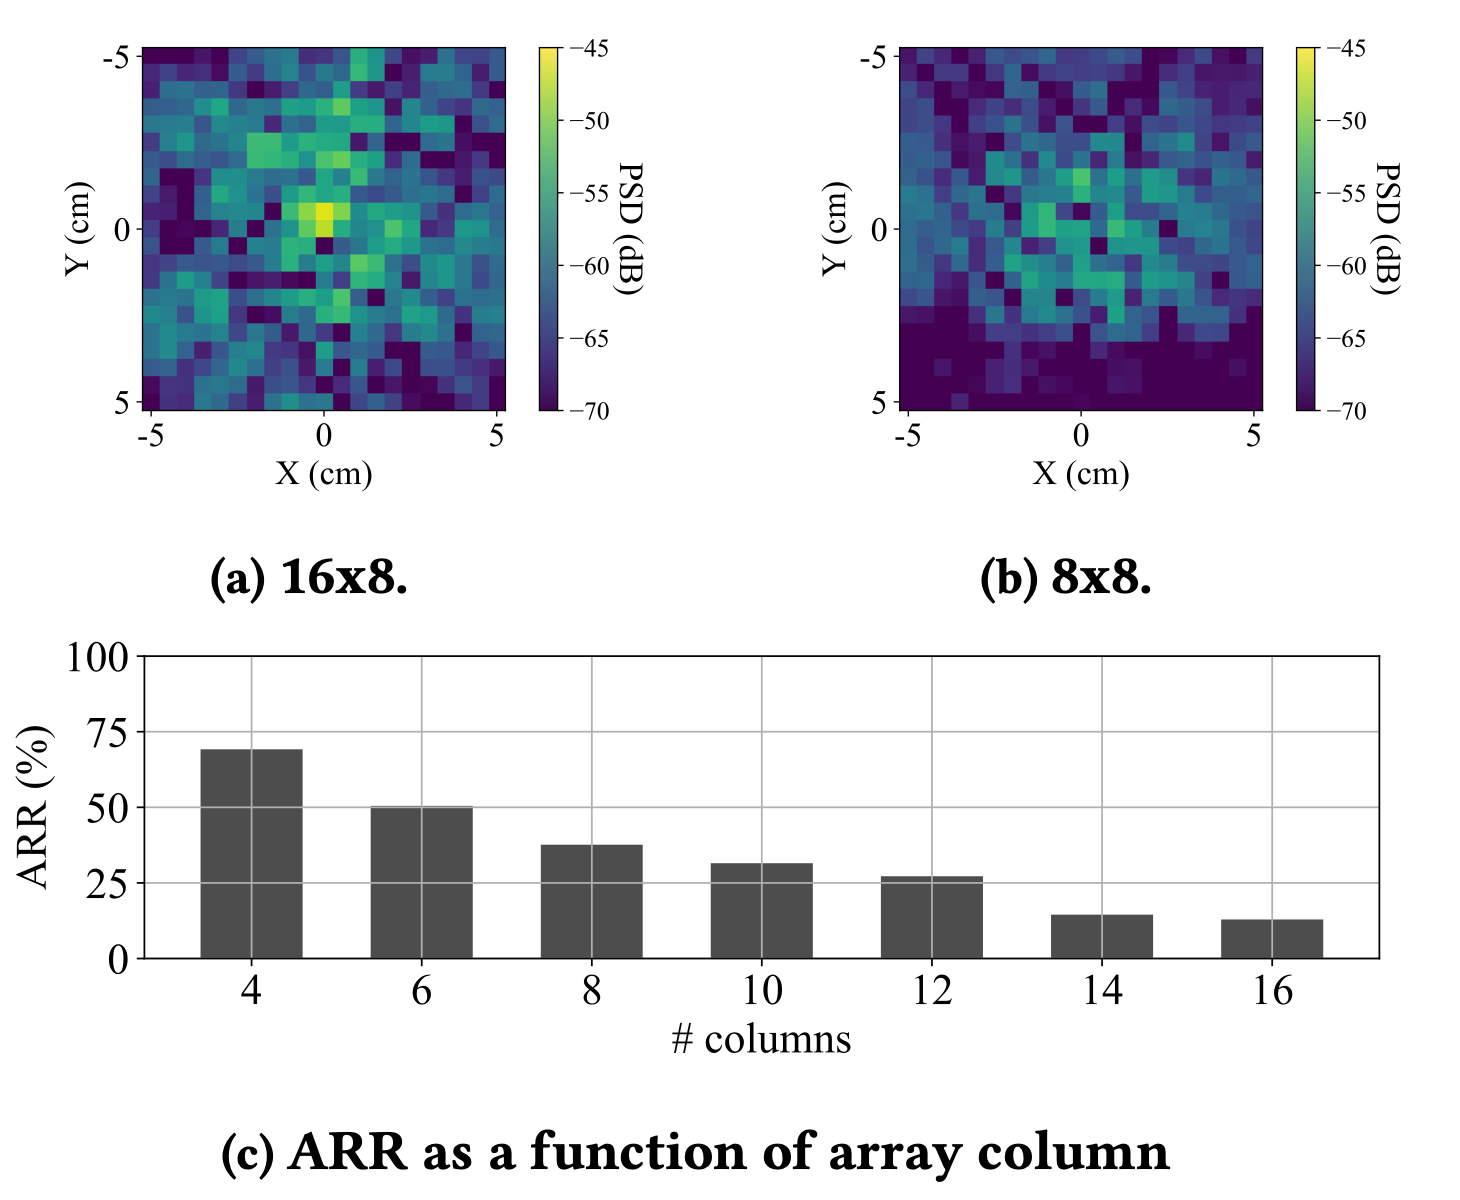 -5
0
5
Y (cm)
-5 0 5
X (cm)
−45
−50
−55
−60
−65
−70
PSD (dB)
(a) 16x8.
-5
0
5
Y (cm)
-5 0 5
X (cm)
−45
−50
−55
−60
−65
−70
PSD (dB)
(b) 8x8.
100
75
50
25
0
ARR (%)
4 6 8 10 12 14 16
# columns
(c) ARR as a function of array column